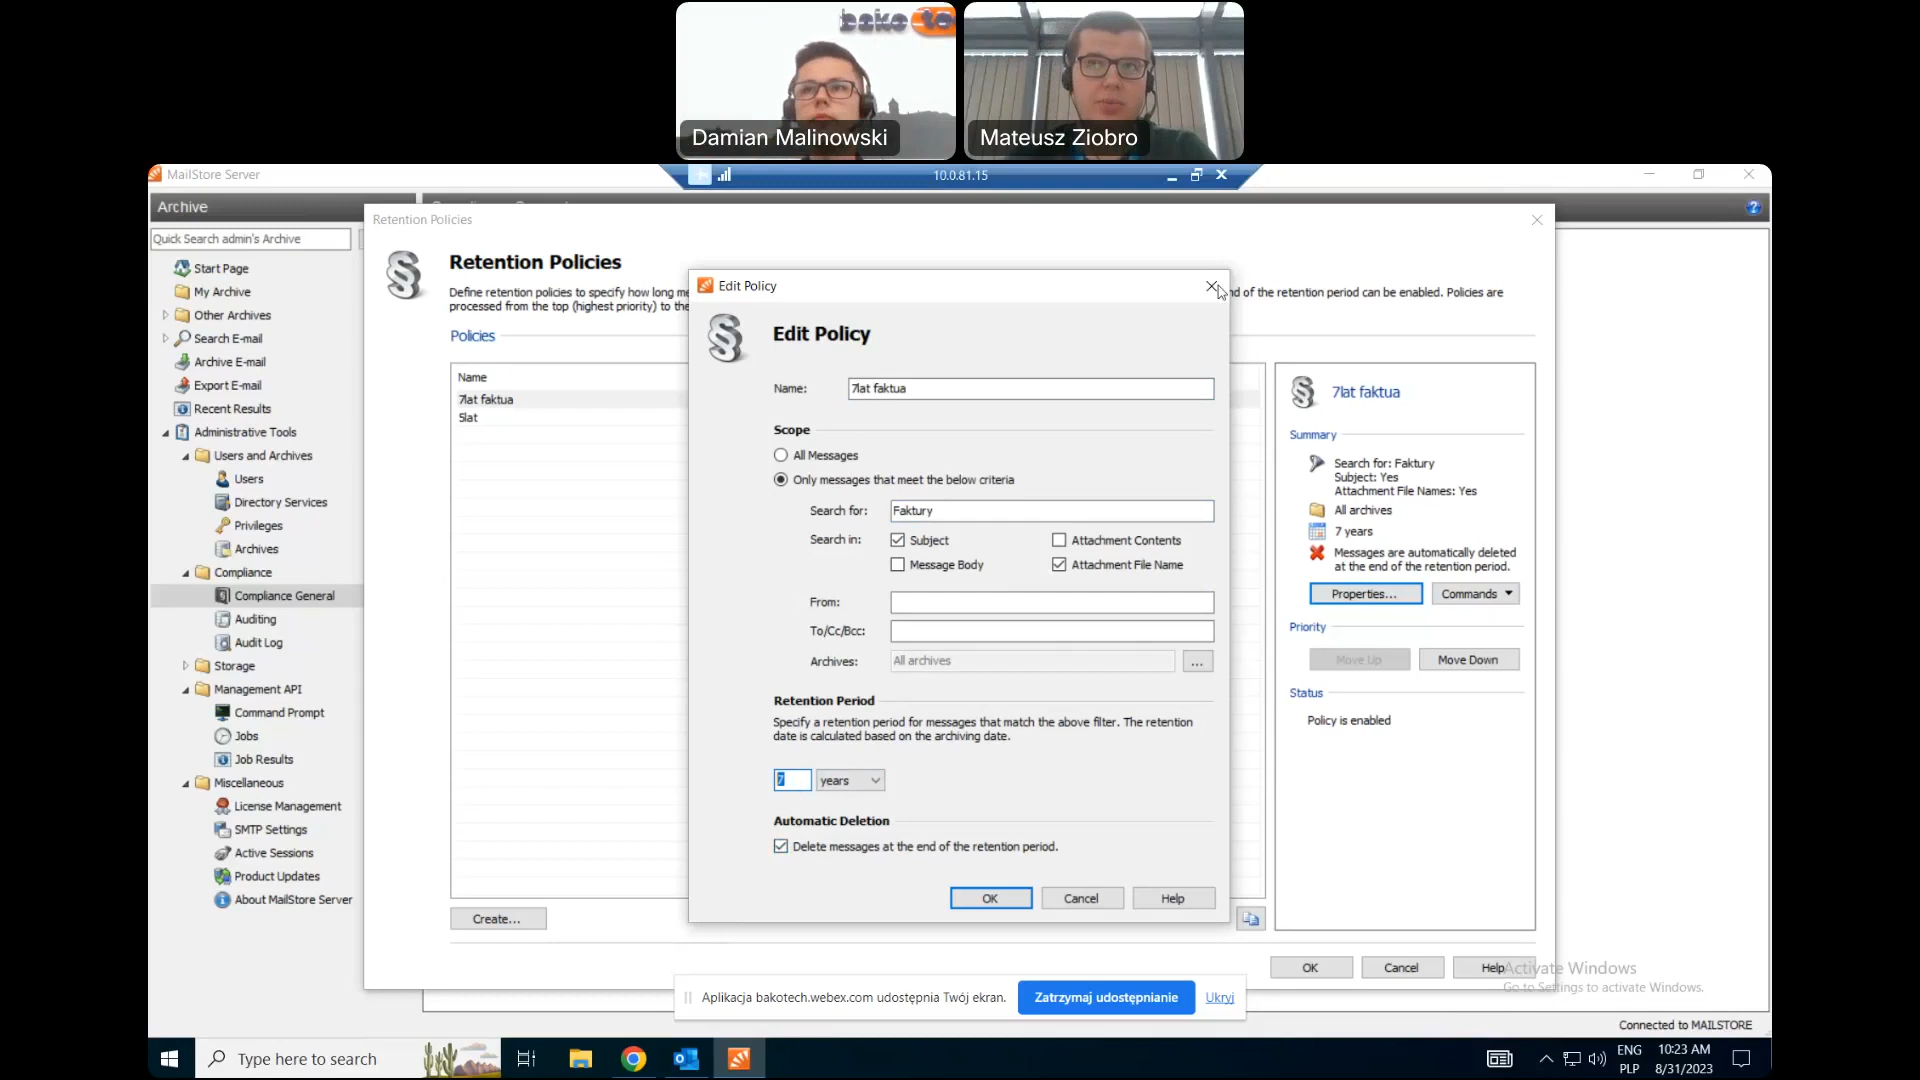 bako to
Damian Malinowski
Mateusz Ziobro
MailStore Server
10.0.81.15
Archive
Quick Search admin's Archive
Start Page
My Archive
Other Archives
Search E-mail
Archive E-mail
Export E-mail
Recent Results
Administrative Tools
Users and Archives
Users
Directory Services
Privileges
Archives
Compliance
Compliance General
Auditing
Audit Log
Storage
Management API
Command Prompt
Jobs
Job Results
Miscellaneous
License Management
SMTP Settings
Active Sessions
Product Updates
About MailStore Server
Retention Policies
Retention Policies
Define retention policies to specify how long me
nd of the retention period can be enabled. Policies are
processed from the top (highest priority) to the
Policies
Name
7lat faktua
5lat
Create...
Edit Policy
Edit Policy
Name: 7lat faktua
Scope
All Messages
Only messages that meet the below criteria
Search for: Faktury
Search in: Subject Attachment Contents
Message Body Attachment File Name
From:
To/Cc/Bcc:
Archives: All archives ...
Retention Period
Specify a retention period for messages that match the above filter. The retention
date is calculated based on the archiving date.
7 years
Automatic Deletion
Delete messages at the end of the retention period.
OK Cancel Help
7lat faktua
Summary
Search for: Faktury
Subject: Yes
Attachment File Names: Yes
All archives
7 years
Messages are automatically deleted
at the end of the retention period.
Properties... Commands
Priority
Move Up Move Down
Status
Policy is enabled
OK Cancel Help
Activate Windows
Go to Settings to activate Windows.
Aplikacja bakotech.webex.com udostępnia Twój ekran. Zatrzymaj udostępnianie Ukryj
Connected to MAILSTORE
Type here to search
ENG
PLP
10:23 AM
8/31/2023